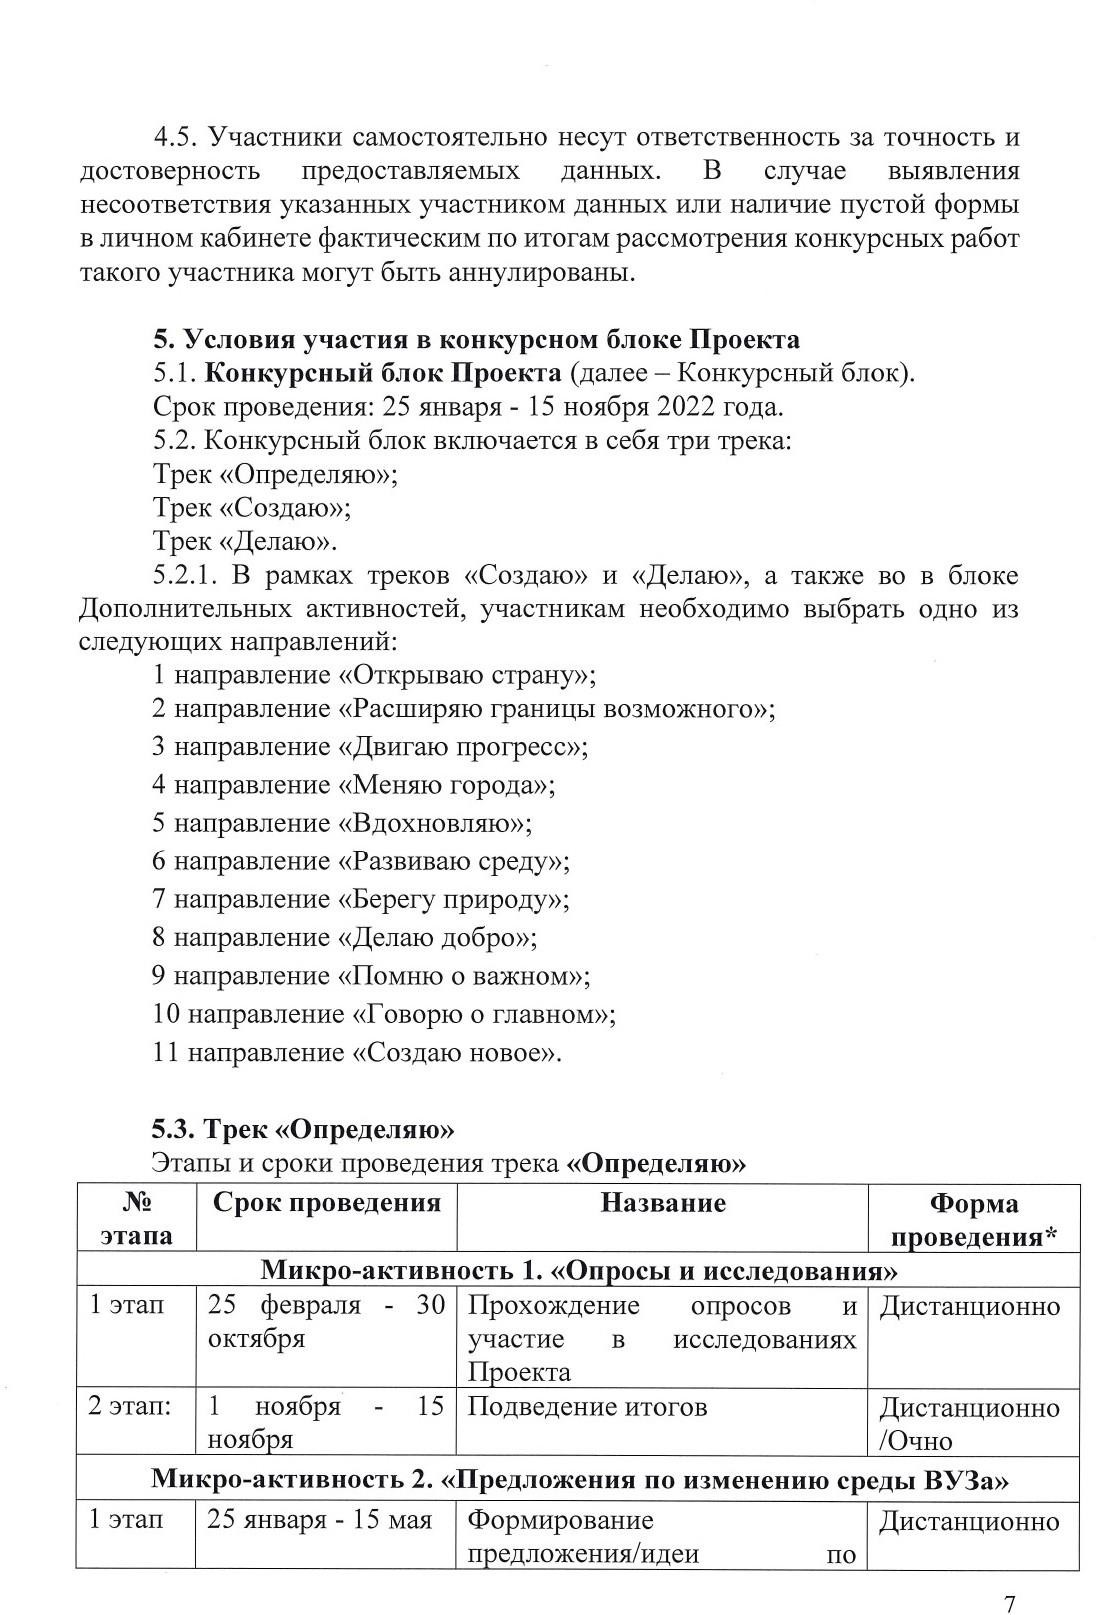 4.5. Участники самостоятельно несут ответственность за точность и
достоверность предоставляемых данных. В случае выявления
несоответствия указанных участником данных или наличие пустой формы
в личном кабинете фактическим по итогам рассмотрения конкурсных работ
такого участника могут быть аннулированы.
5. Условия участия в конкурсном блоке Проекта
5.1. Конкурсный блок Проекта (далее – Конкурсный блок).
Срок проведения: 25 января - 15 ноября 2022 года.
5.2. Конкурсный блок включается в себя три трека:
Трек «Определяю»;
Трек «Создаю»;
Трек «Делаю».
5.2.1. В рамках треков «Создаю» и «Делаю», а также во в блоке
Дополнительных активностей, участникам необходимо выбрать одно из
следующих направлений:
1 направление «Открываю страну»;
2 направление «Расширяю границы возможного»;
3 направление «Двигаю прогресс»;
4 направление «Меняю города»;
5 направление «Вдохновляю»;
6 направление «Развиваю среду»;
7 направление «Берегу природу»;
8 направление «Делаю добро»;
9 направление «Помню о важном»;
10 направление «Говорю о главном»;
11 направление «Создаю новое».
5.3. Трек «Определяю»
Этапы и сроки проведения трека «Определяю»
№ этапа Срок проведения Название Форма проведения*
Микро-активность 1. «Опросы и исследования»
1 этап 25 февраля - 30 Прохождение опросов и Дистанционно
октября участие в исследованиях
Проекта
2 этап: 1 ноября - 15 Подведение итогов Дистанционно
ноября /Очно
Микро-активность 2. «Предложения по изменению среды ВУЗа»
1 этап 25 января - 15 мая Формирование Дистанционно
предложения/идеи по
7